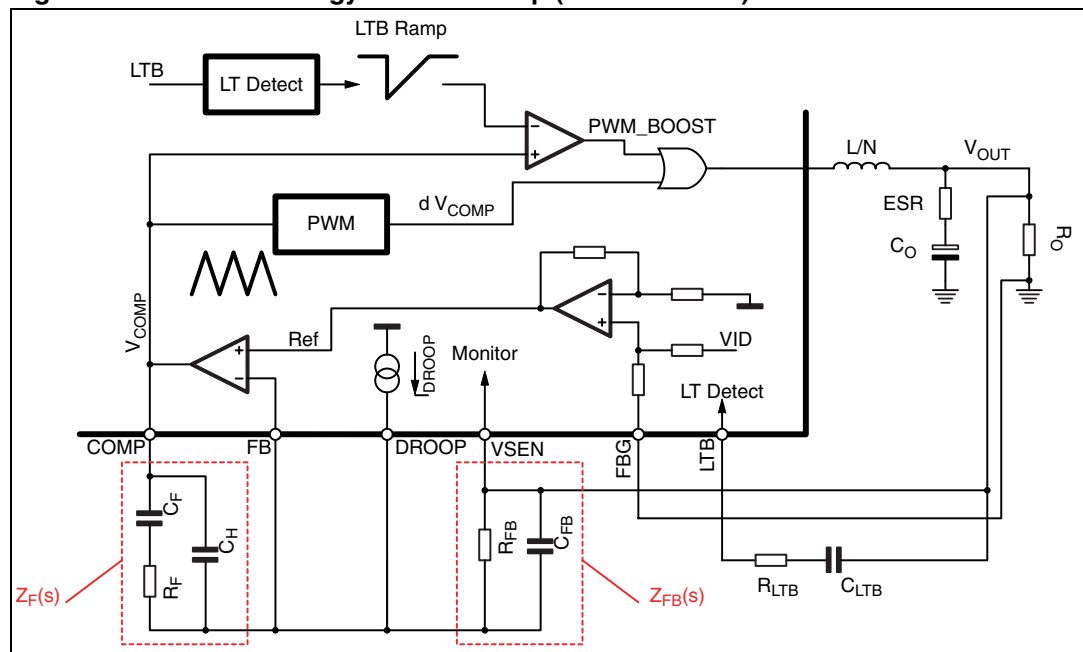 LTB Ramp
LTB
LT Detect
PWM_BOOST
L/N
VOUT
ESR
CO
RO
PWM
d VCOMP
VCOMP
Ref
Monitor
IDROOP
VID
LT Detect
COMP
FB
DROOP
VSEN
FBG
LTB
CF
CH
RF
RFB
CFB
RLTB
CLTB
ZF(s)
ZFB(s)